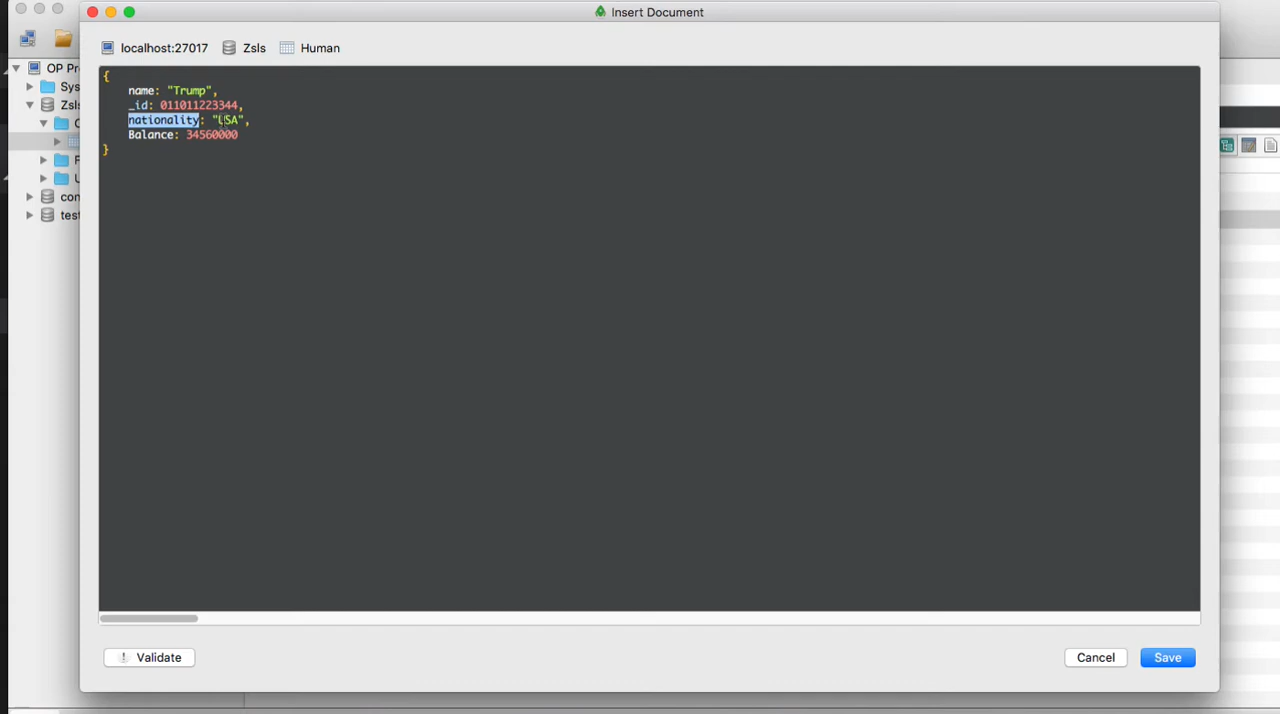 Insert Document
localhost:27017 Zsls Human
OP Pr
Sys
Zsls
C
F
U
con
test
{
name: "Trump",
_id: 011011223344,
nationality: "USA",
Balance: 34560000
}
Validate
Cancel
Save